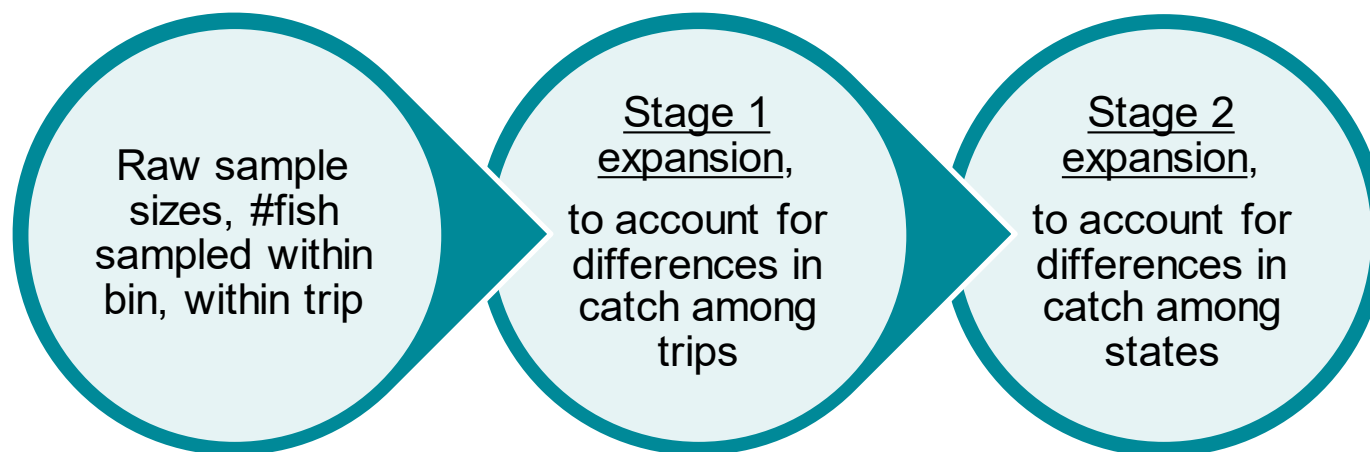 Raw sample
sizes, #fish
sampled within
bin, within trip
Stage 1
expansion,
to account for
differences in
catch among
trips
Stage 2
expansion,
to account for
differences in
catch among
states